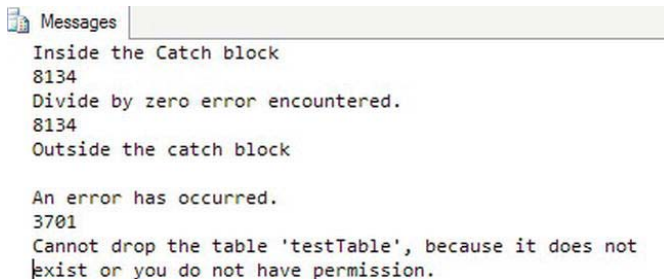 Messages
Inside the Catch block
8134
Divide by zero error encountered.
8134
Outside the catch block
An error has occurred.
3701
Cannot drop the table 'testTable', because it does not
exist or you do not have permission.